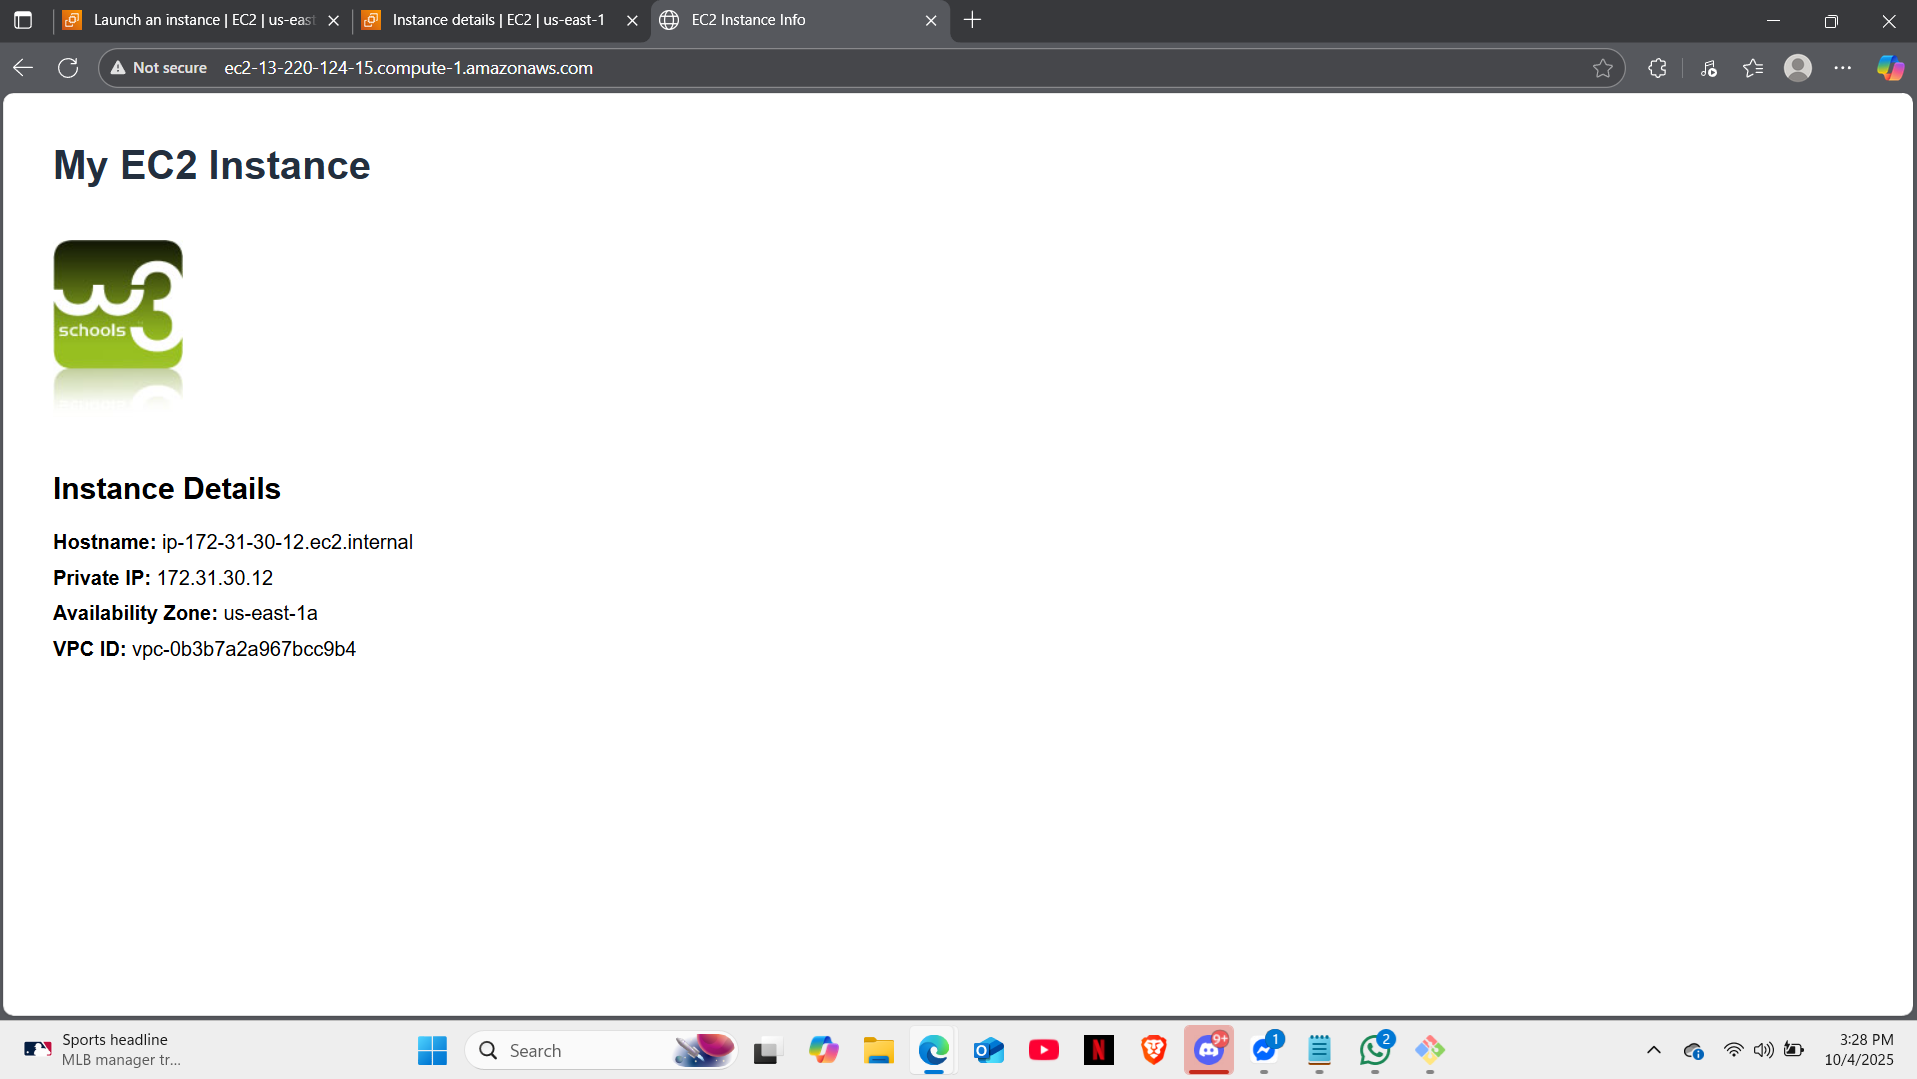 Launch an instance | EC2 | us-east
Instance details | EC2 | us-east-1
EC2 Instance Info
Not secure
ec2-13-220-124-15.compute-1.amazonaws.com
My EC2 Instance
w3
schools
Instance Details
Hostname: ip-172-31-30-12.ec2.internal
Private IP: 172.31.30.12
Availability Zone: us-east-1a
VPC ID: vpc-0b3b7a2a967bcc9b4
Sports headline
MLB manager tr...
Search
N
9+
1
2
3:28 PM
10/4/2025